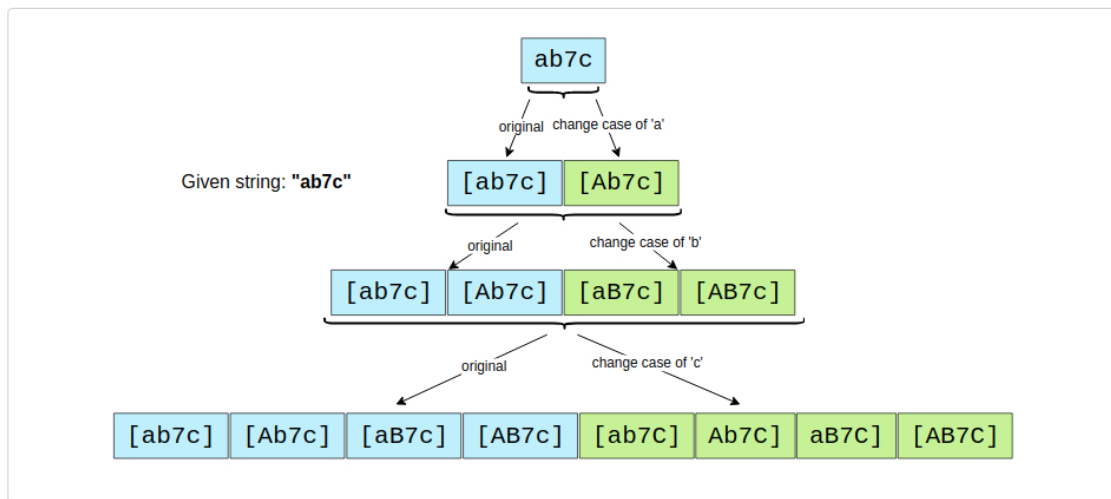 ab7c
original change case of 'a'
Given string: "ab7c" [ab7c] [Ab7c]
original change case of 'b'
[ab7c] [Ab7c] [aB7c] [AB7c]
original change case of 'c'
[ab7c] [Ab7c] [aB7c] [AB7c] [ab7C] Ab7C] aB7C] [AB7C]